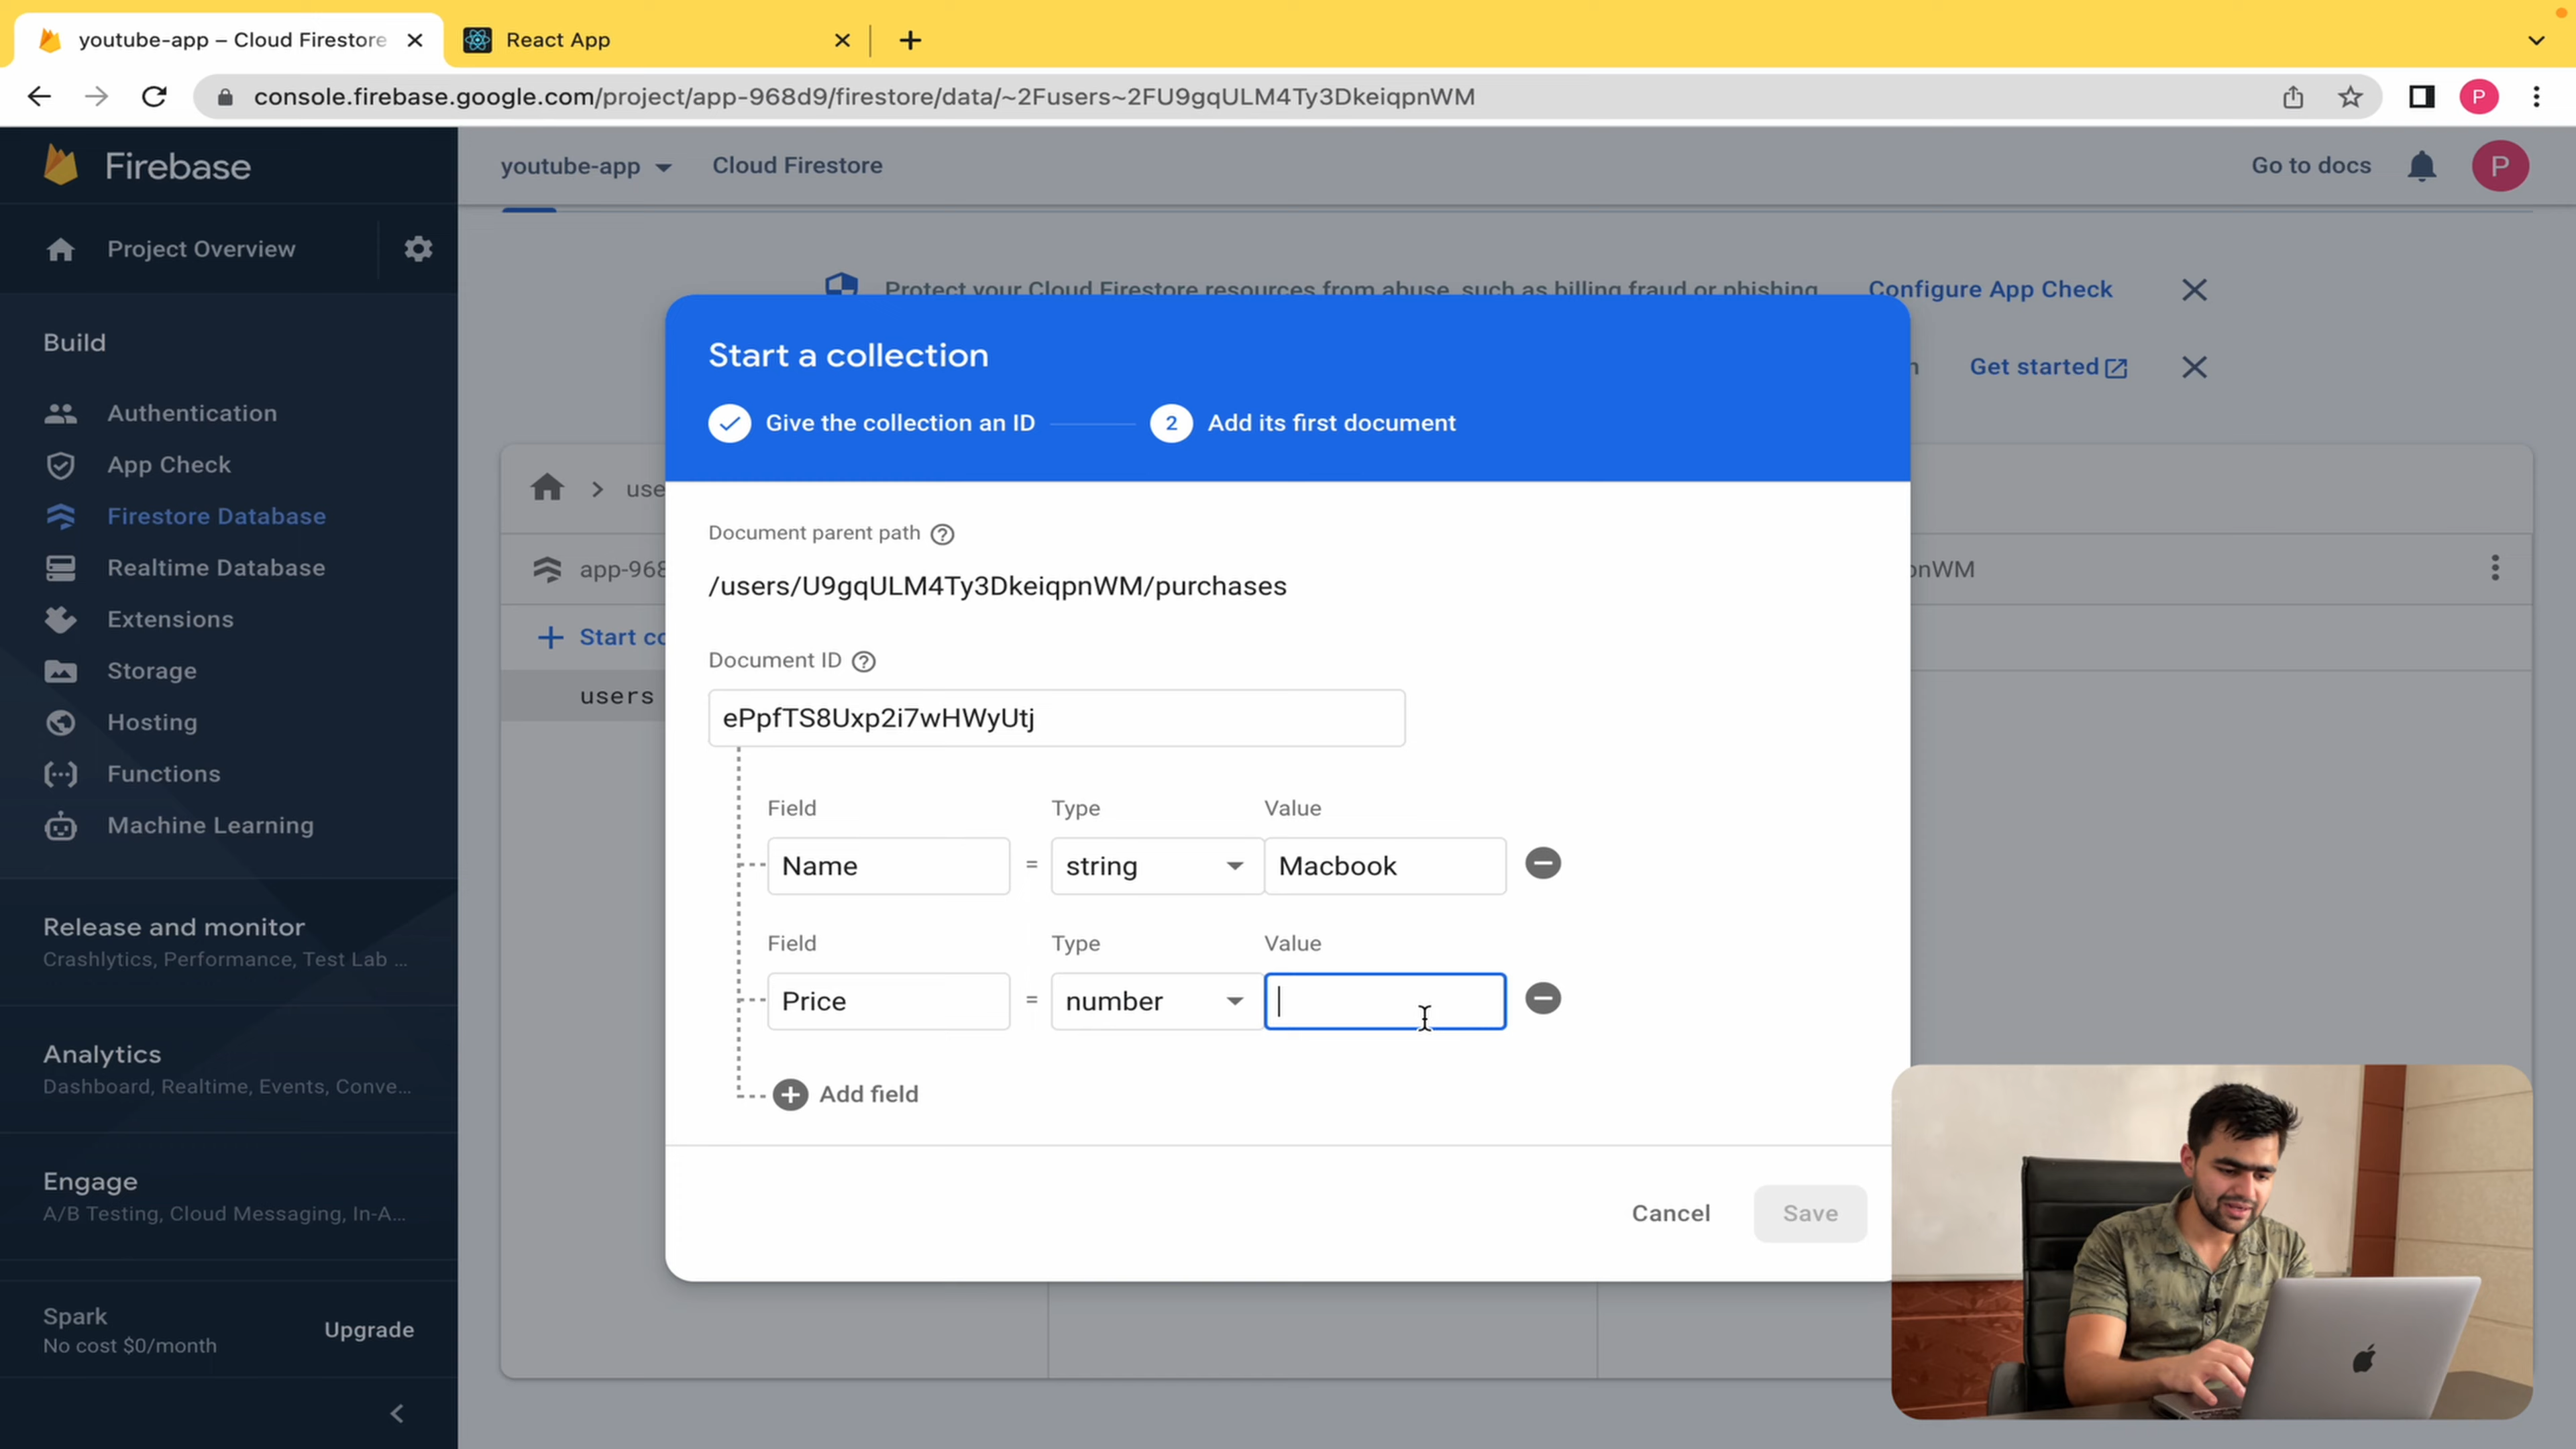 youtube-app – Cloud Firestore
React App
console.firebase.google.com/project/app-968d9/firestore/data/~2Fusers~2FU9gqULM4Ty3DkeiqpnWM
P
Firebase
youtube-app
Cloud Firestore
Go to docs
P
Project Overview
Build
Authentication
App Check
Firestore Database
Realtime Database
Extensions
Storage
Hosting
Functions
Machine Learning
Release and monitor
Crashlytics, Performance, Test Lab ...
Analytics
Dashboard, Realtime, Events, Conve...
Engage
A/B Testing, Cloud Messaging, In-A...
Spark
No cost $0/month
Upgrade
Protect your Cloud Firestore resources from abuse, such as billing fraud or phishing
Configure App Check
Get started
use
app-968
pnWM
Start co
users
Start a collection
Give the collection an ID
2
Add its first document
Document parent path
/users/U9gqULM4Ty3DkeiqpnWM/purchases
Document ID
ePpfTS8Uxp2i7wHWyUtj
Field Type Value
Name = string Macbook
Field Type Value
Price = number
Add field
Cancel
Save